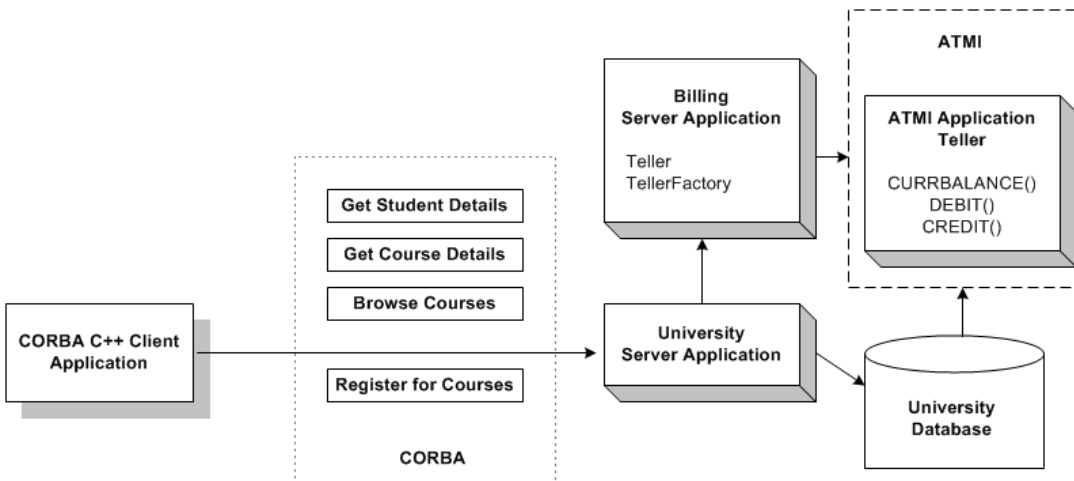 ATMI
Billing
Server Application
Teller
TellerFactory
ATMI Application
Teller
CURRBALANCE()
DEBIT()
CREDIT()
Get Student Details
Get Course Details
Browse Courses
Register for Courses
CORBA
CORBA C++ Client
Application
University
Server Application
University
Database